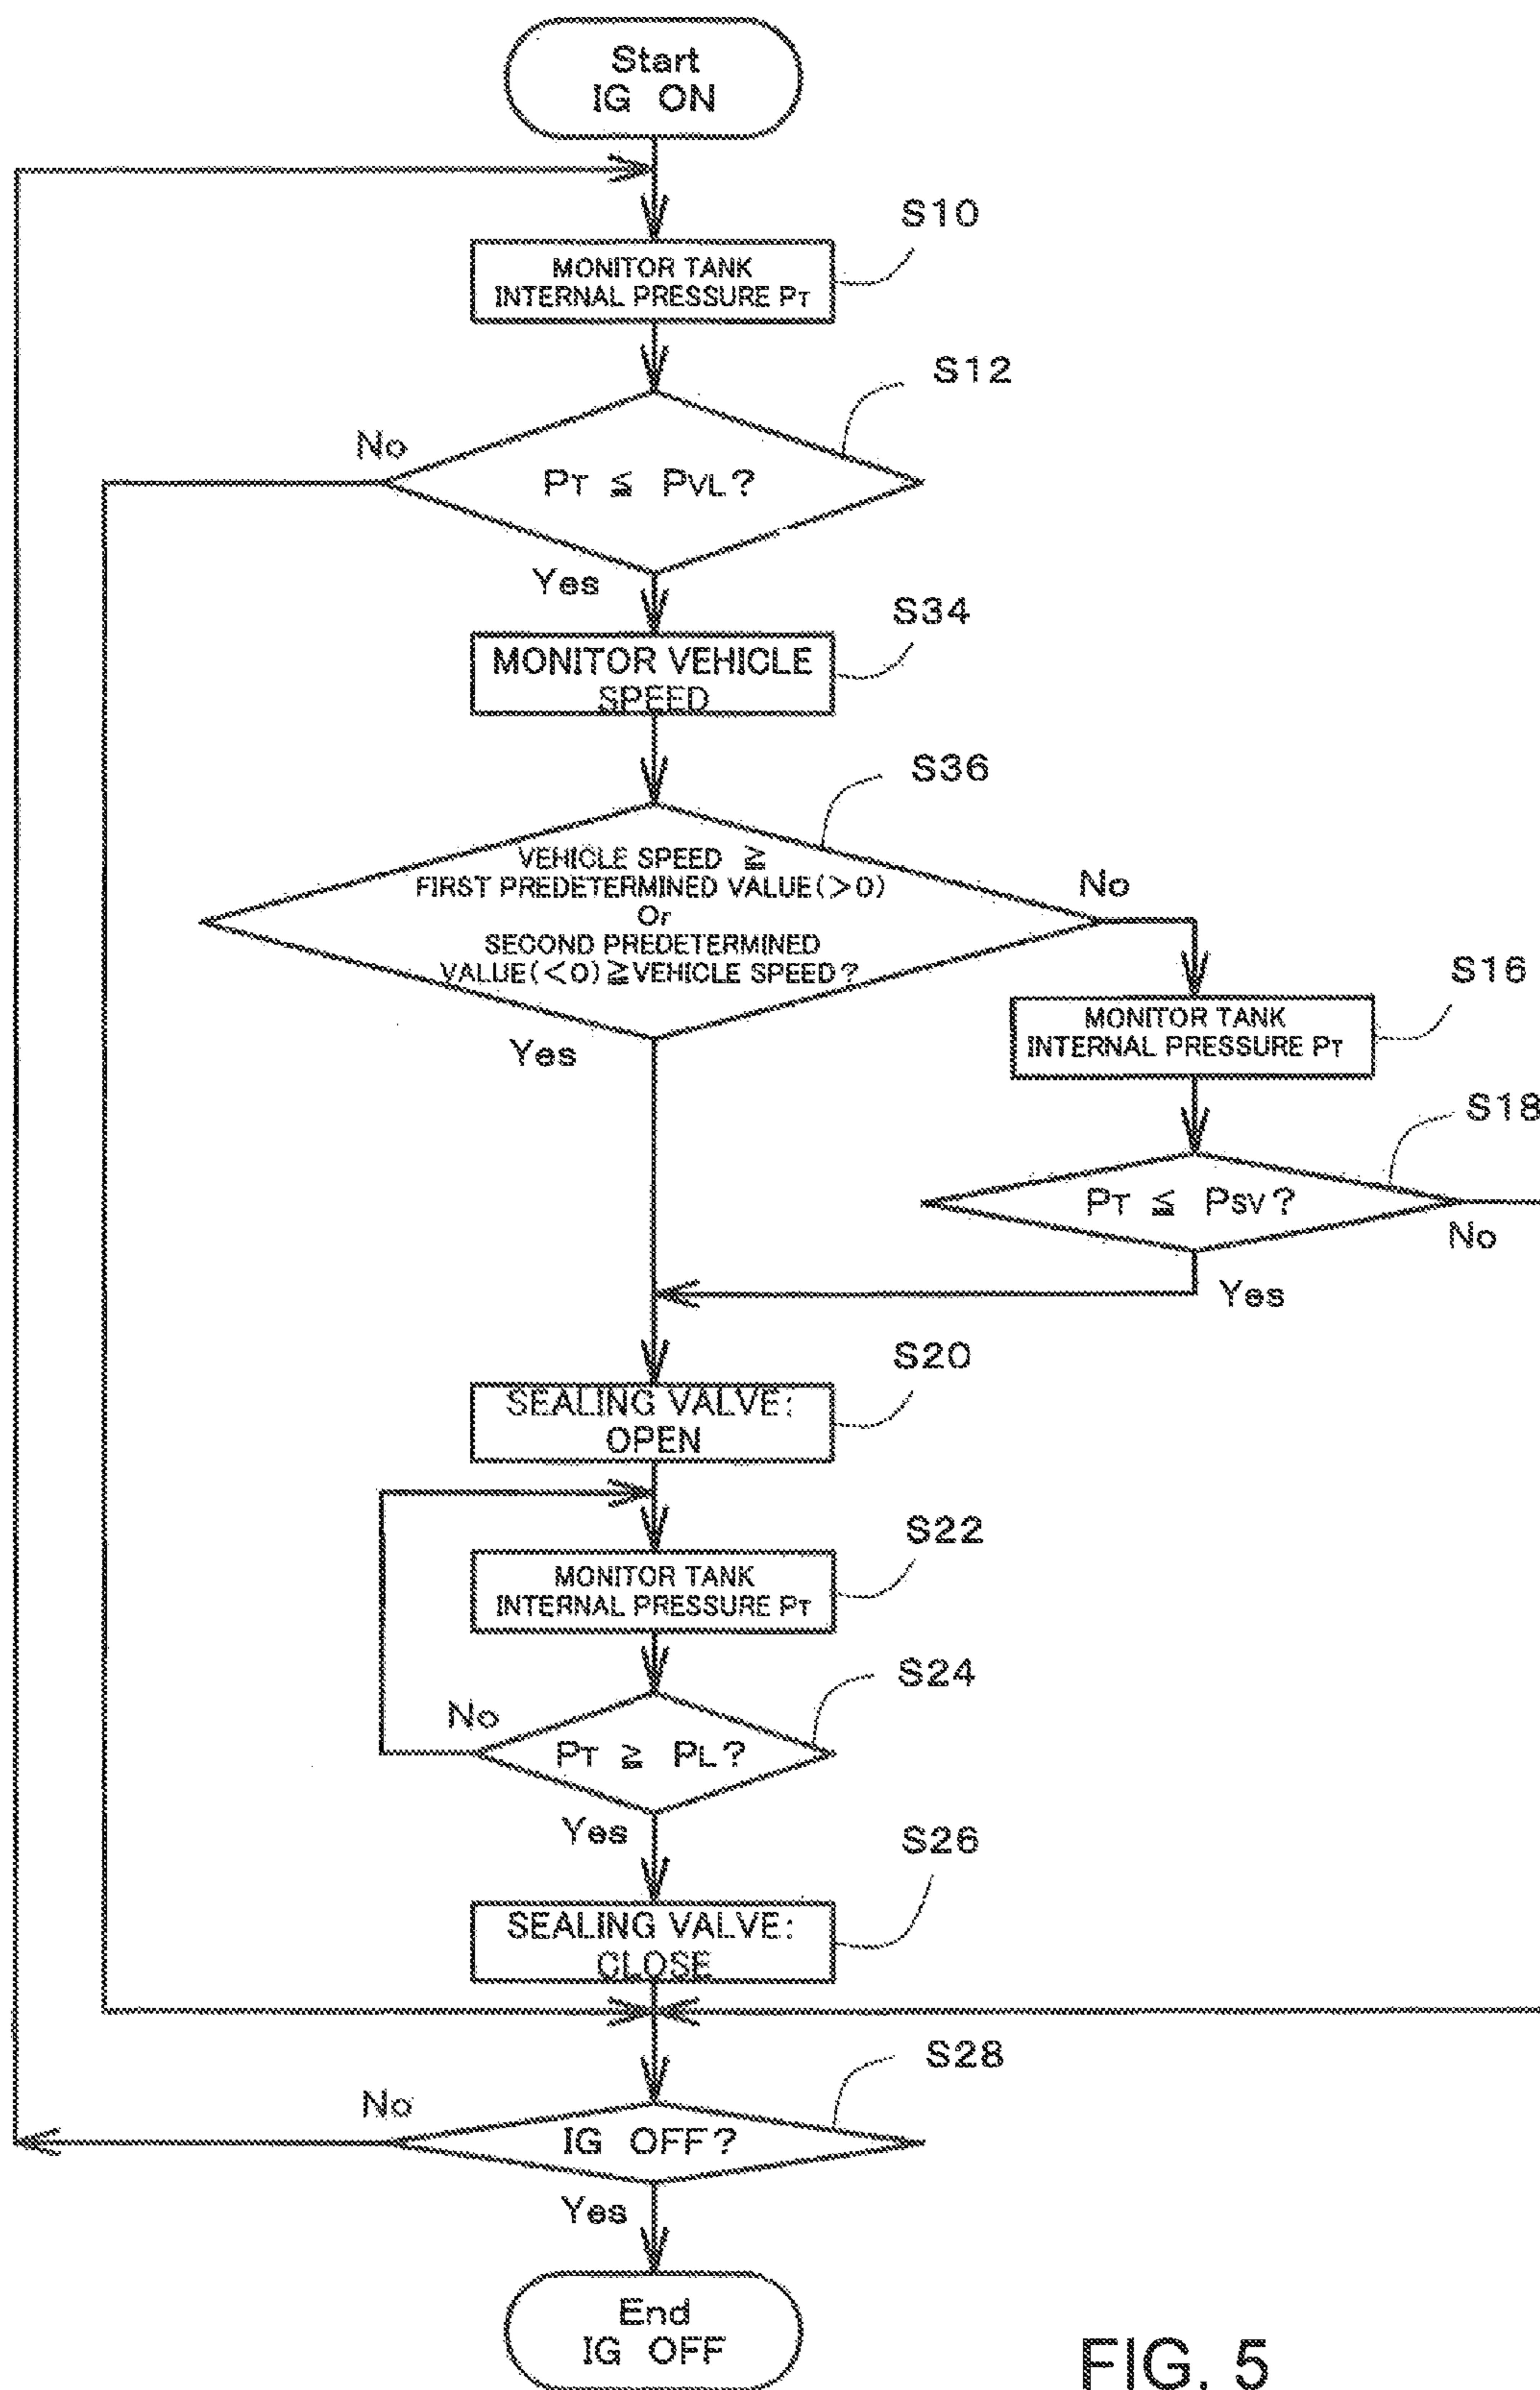 Start
IG ON
S10
MONITOR TANK
INTERNAL PRESSURE PT
S12
No
PT ≦ PVL?
Yes
S34
MONITOR VEHICLE
SPEED
S36
VEHICLE SPEED ≧
FIRST PREDETERMINED VALUE(>0)
Or
SECOND PREDETERMINED
VALUE(<0)≧VEHICLE SPEED?
No
Yes
S16
MONITOR TANK
INTERNAL PRESSURE PT
S18
PT ≦ PSV?
No
Yes
S20
SEALING VALVE:
OPEN
S22
MONITOR TANK
INTERNAL PRESSURE PT
S24
No
PT ≧ PL?
Yes
S26
SEALING VALVE:
CLOSE
S28
No
IG OFF?
Yes
End
IG OFF
FIG. 5